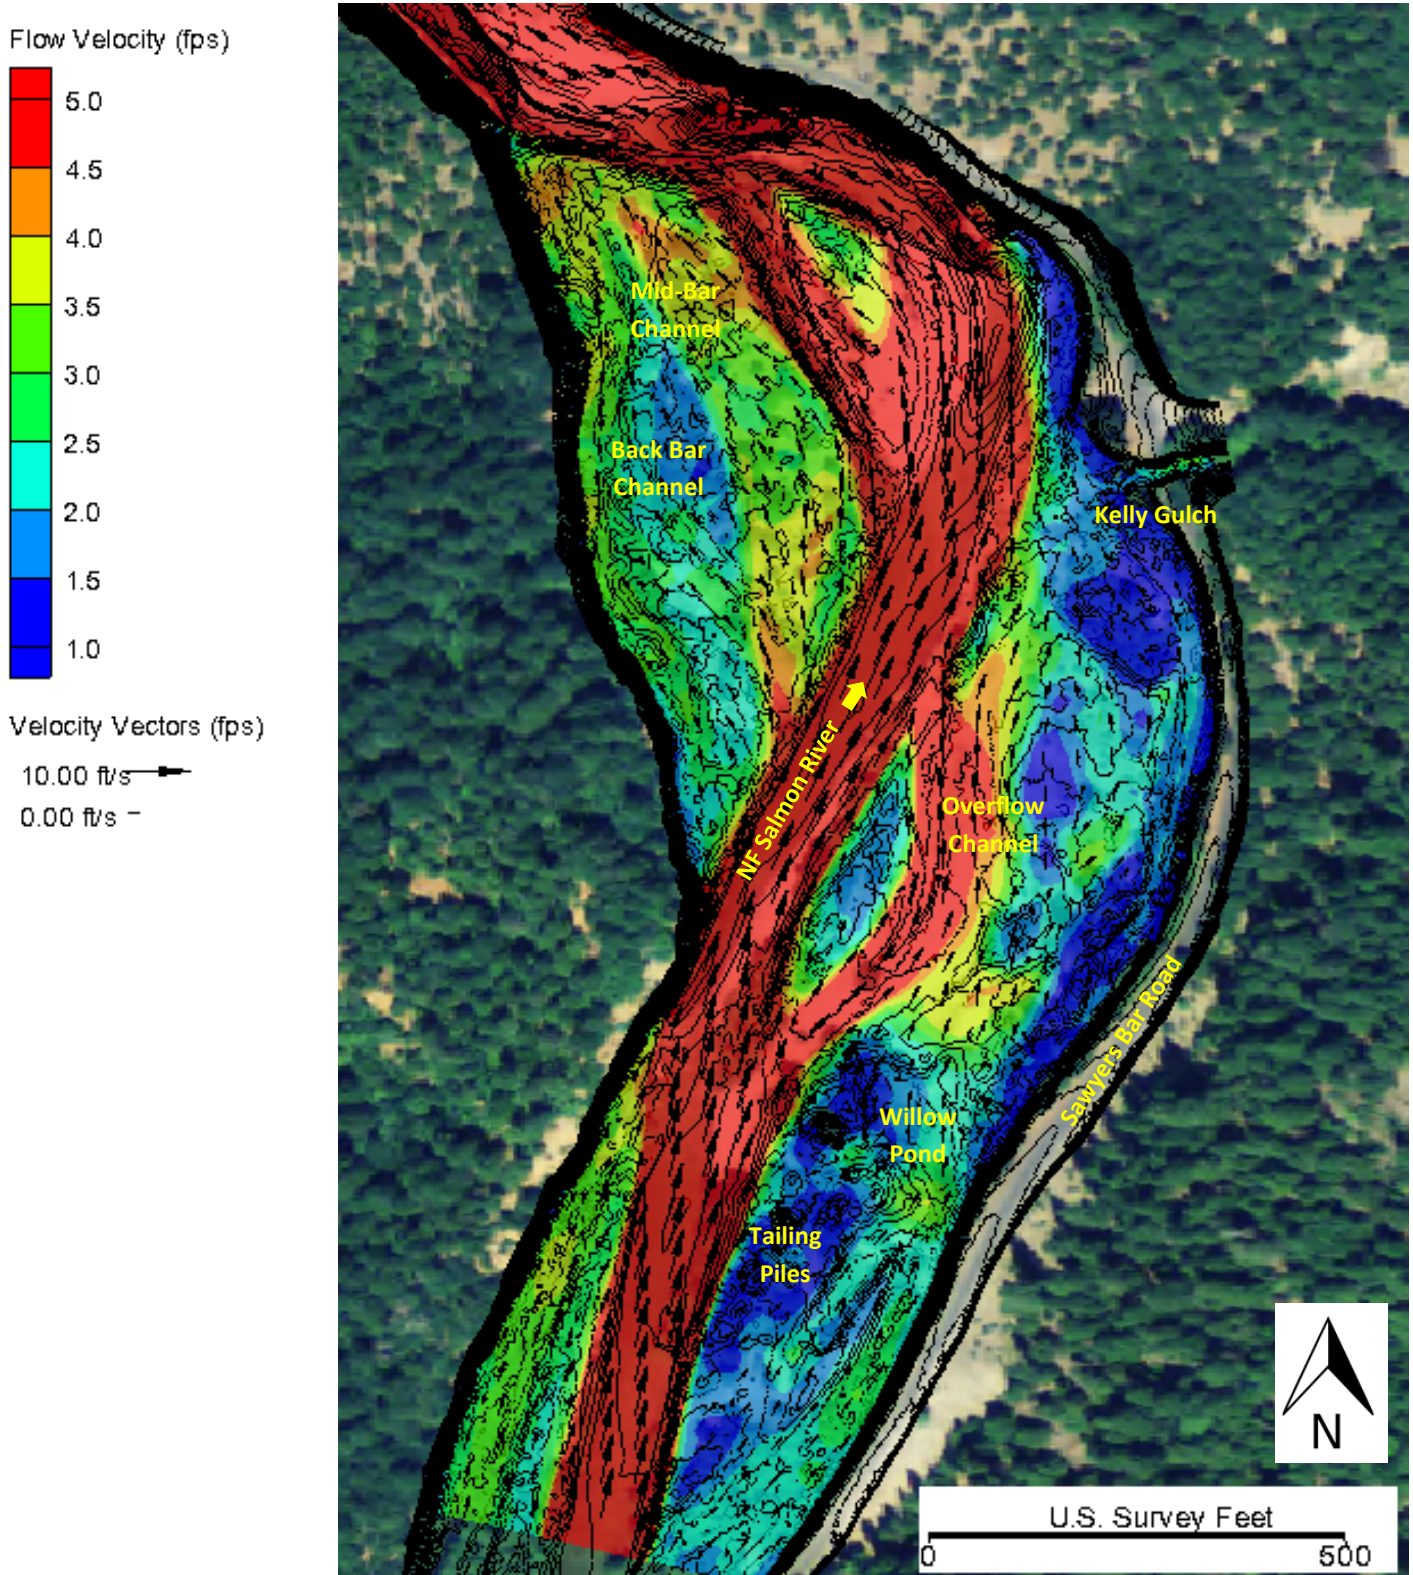 Flow Velocity (fps)
5.0
4.5
4.0
3.5
3.0
2.5
2.0
1.5
1.0
Velocity Vectors (fps)
10.00 ft/s
0.00 ft/s
Mid-Bar
Channel
Back Bar
Channel
Kelly Gulch
NF Salmon River
Overflow
Channel
Sawyers Bar Road
Willow
Pond
Tailing
Piles
N
U.S. Survey Feet
0 500